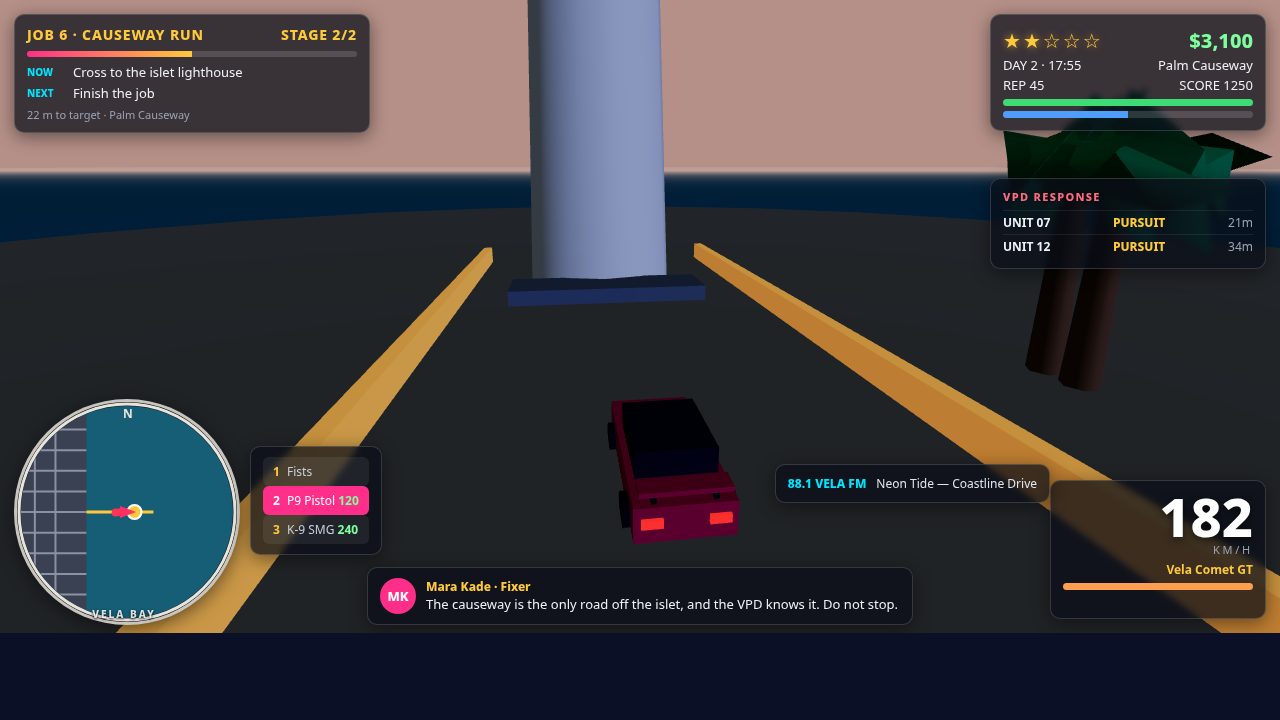 JOB 6 · CAUSEWAY RUN STAGE 2/2
NOW Cross to the islet lighthouse
NEXT Finish the job
22 m to target · Palm Causeway
★★☆☆☆ $3,100
DAY 2 · 17:55 Palm Causeway
REP 45 SCORE 1250
VPD RESPONSE
UNIT 07 PURSUIT 21m
UNIT 12 PURSUIT 34m
N
VELA BAY
1 Fists
2 P9 Pistol 120
3 K-9 SMG 240
88.1 VELA FM Neon Tide — Coastline Drive
182
KM/H
Vela Comet GT
MK
Mara Kade · Fixer
The causeway is the only road off the islet, and the VPD knows it. Do not stop.